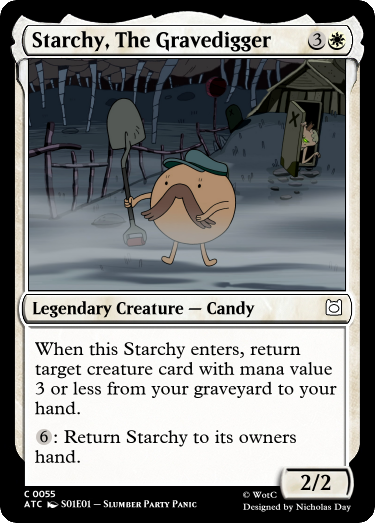 Starchy, The Gravedigger 3
Legendary Creature — Candy
When this Starchy enters, return
target creature card with mana value
3 or less from your graveyard to your
hand.
6: Return Starchy to its owners
hand.
2/2
C 0055
ATC S01E01 – Slumber Party Panic
© WotC
Designed by Nicholas Day